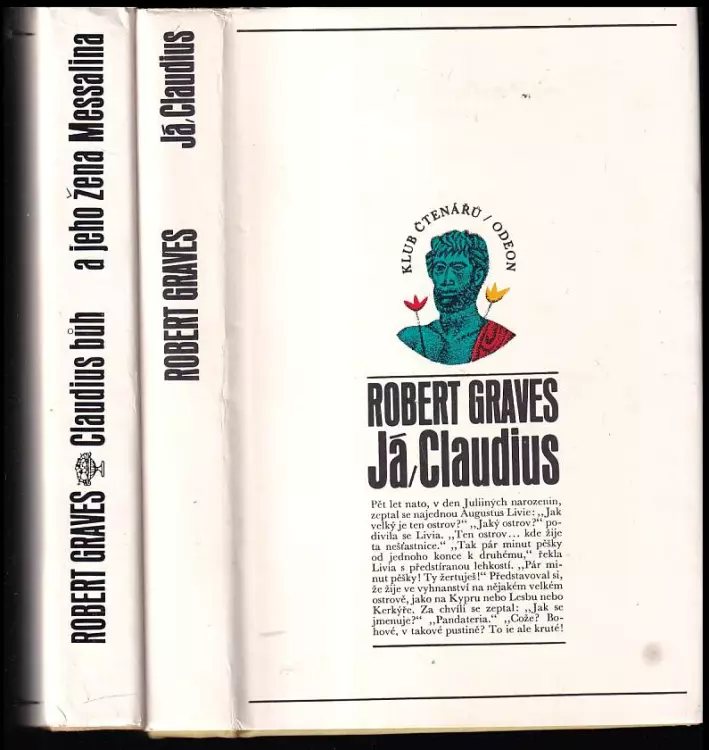 ROBERT GRAVES Claudius bůh a jeho žena Messalina
ROBERT GRAVES Já, Claudius
KLUB ČTENÁŘŮ / ODEON
ROBERT GRAVES
Já, Claudius
Pět let nato, v den Juliiných narozenin,
zeptal se najednou Augustus Livie: „Jak
velký je ten ostrov?“ „Jaký ostrov?“ po-
divila se Livia. „Ten ostrov... kde žije
ta nešťastnice.“ „Tak pár minut pěšky
od jednoho konce k druhému,“ řekla
Livia s předstíranou lehkostí. „Pár mi-
nut pěšky! Ty žertuješ!“ Představoval si,
že žije ve vyhnanství na nějakém velkém
ostrově, jako na Kypru nebo Lesbu nebo
Kerkýře. Za chvíli se zeptal: „Jak se
jmenuje?“ „Pandateria.“ „Cože? Bo-
hové, v takové pustině? To je ale kruté!